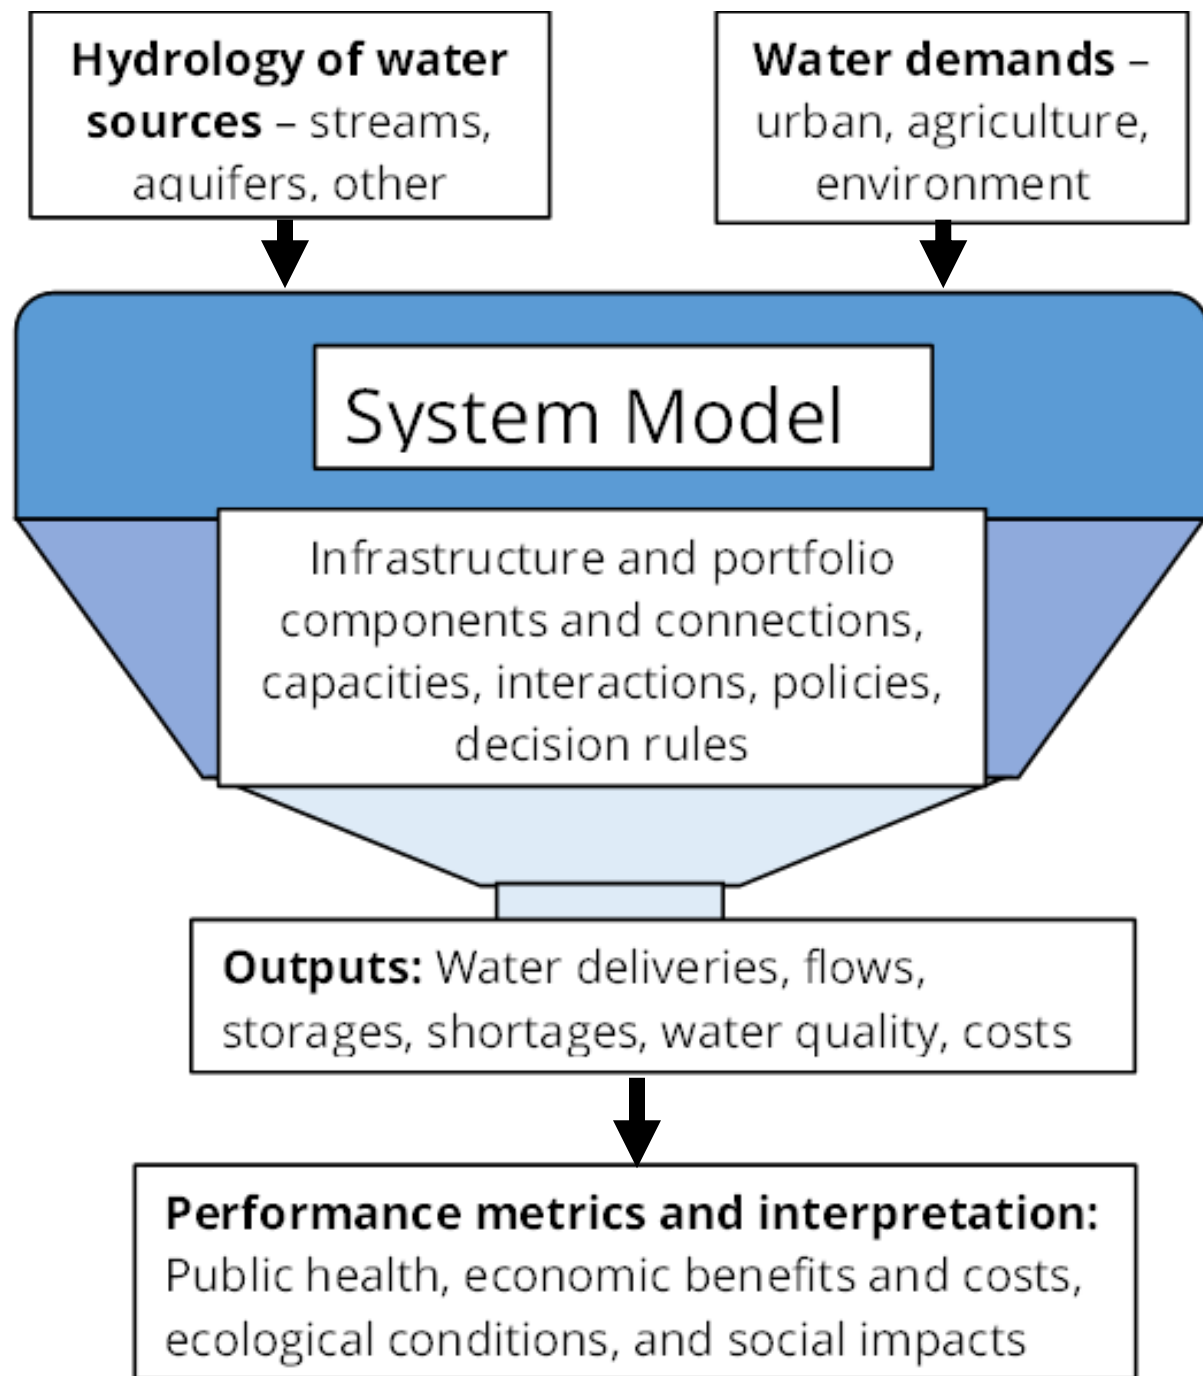 Hydrology of water
sources – streams,
aquifers, other
Water demands –
urban, agriculture,
environment
System Model
Infrastructure and portfolio
components and connections,
capacities, interactions, policies,
decision rules
Outputs: Water deliveries, flows,
storages, shortages, water quality, costs
Performance metrics and interpretation:
Public health, economic benefits and costs,
ecological conditions, and social impacts